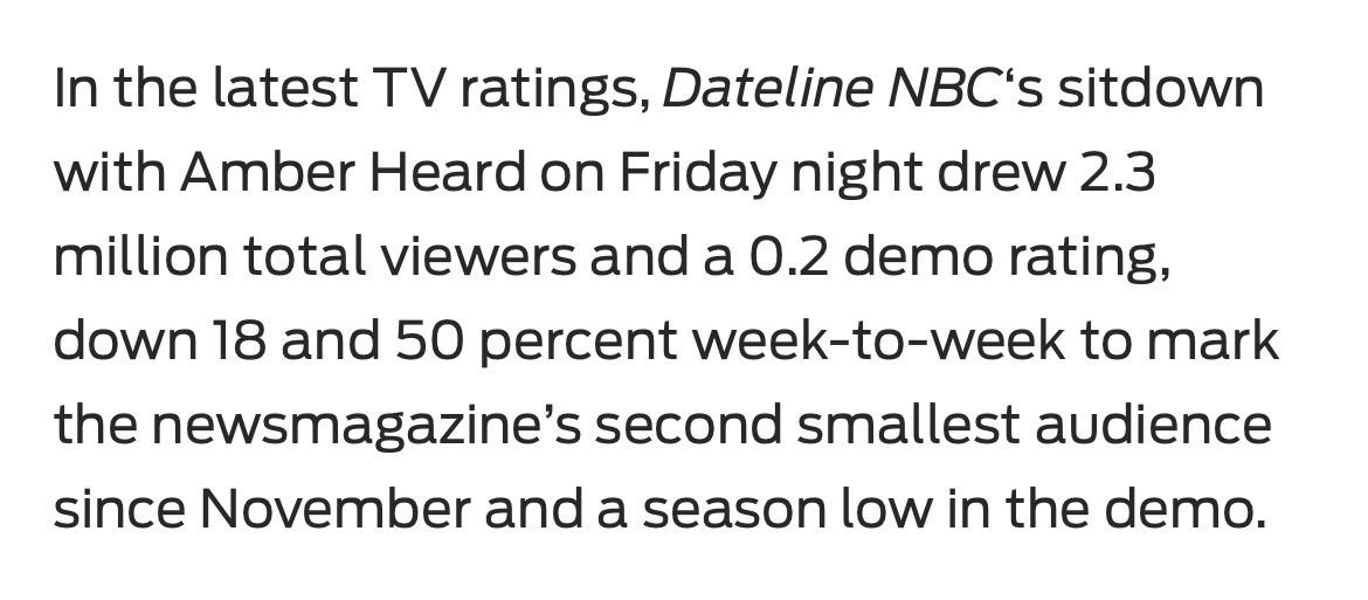 In the latest TV ratings, Dateline NBC‘s sitdown
with Amber Heard on Friday night drew 2.3
million total viewers and a 0.2 demo rating,
down 18 and 50 percent week-to-week to mark
the newsmagazine’s second smallest audience
since November and a season low in the demo.